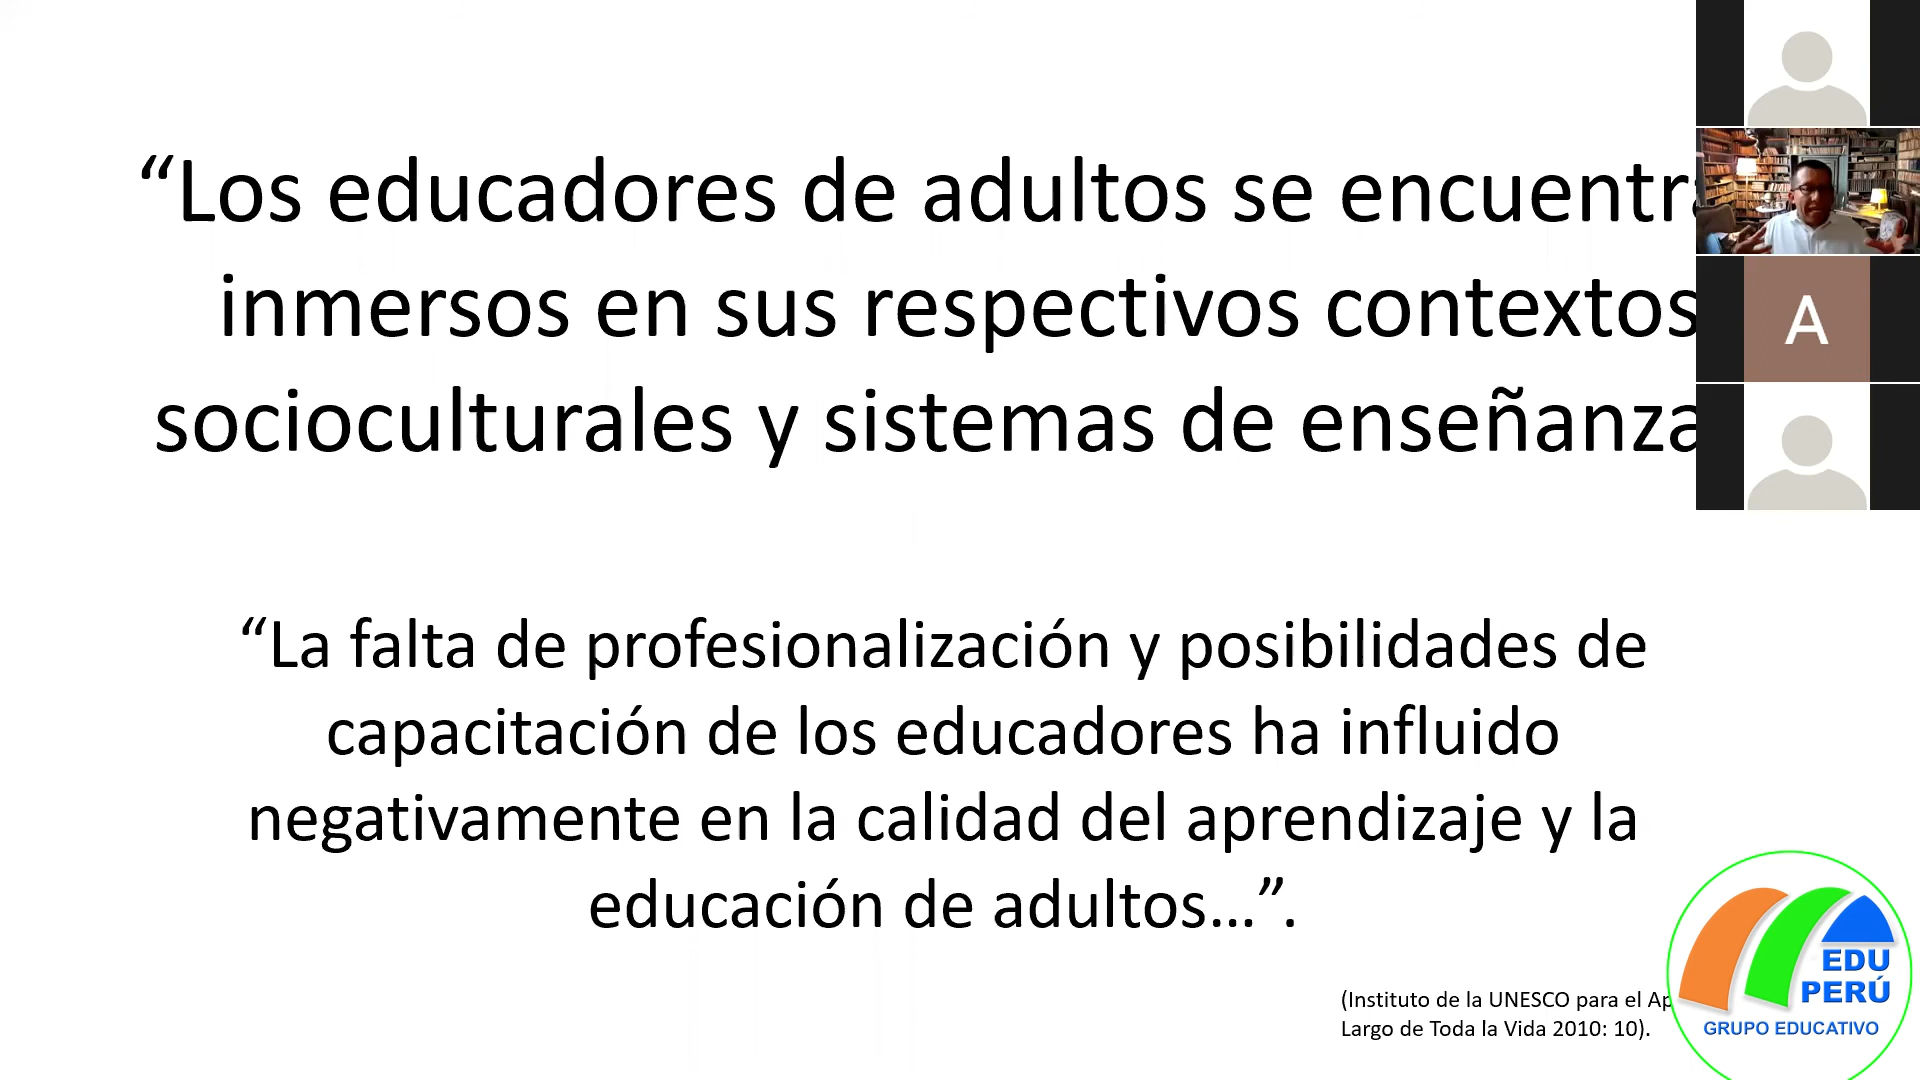 “Los educadores de adultos se
inmersos en sus respectivos contextos
socioculturales y sistemas de enseñanza
“La falta de profesionalización y posibilidades de
capacitación de los educadores ha influido
negativamente en la calidad del aprendizaje y la
educación de adultos…”.
(Instituto de la UNESCO para el
Largo de Toda la Vida 2010: 10).
A
EDU
PERÚ
GRUPO EDUCATIVO